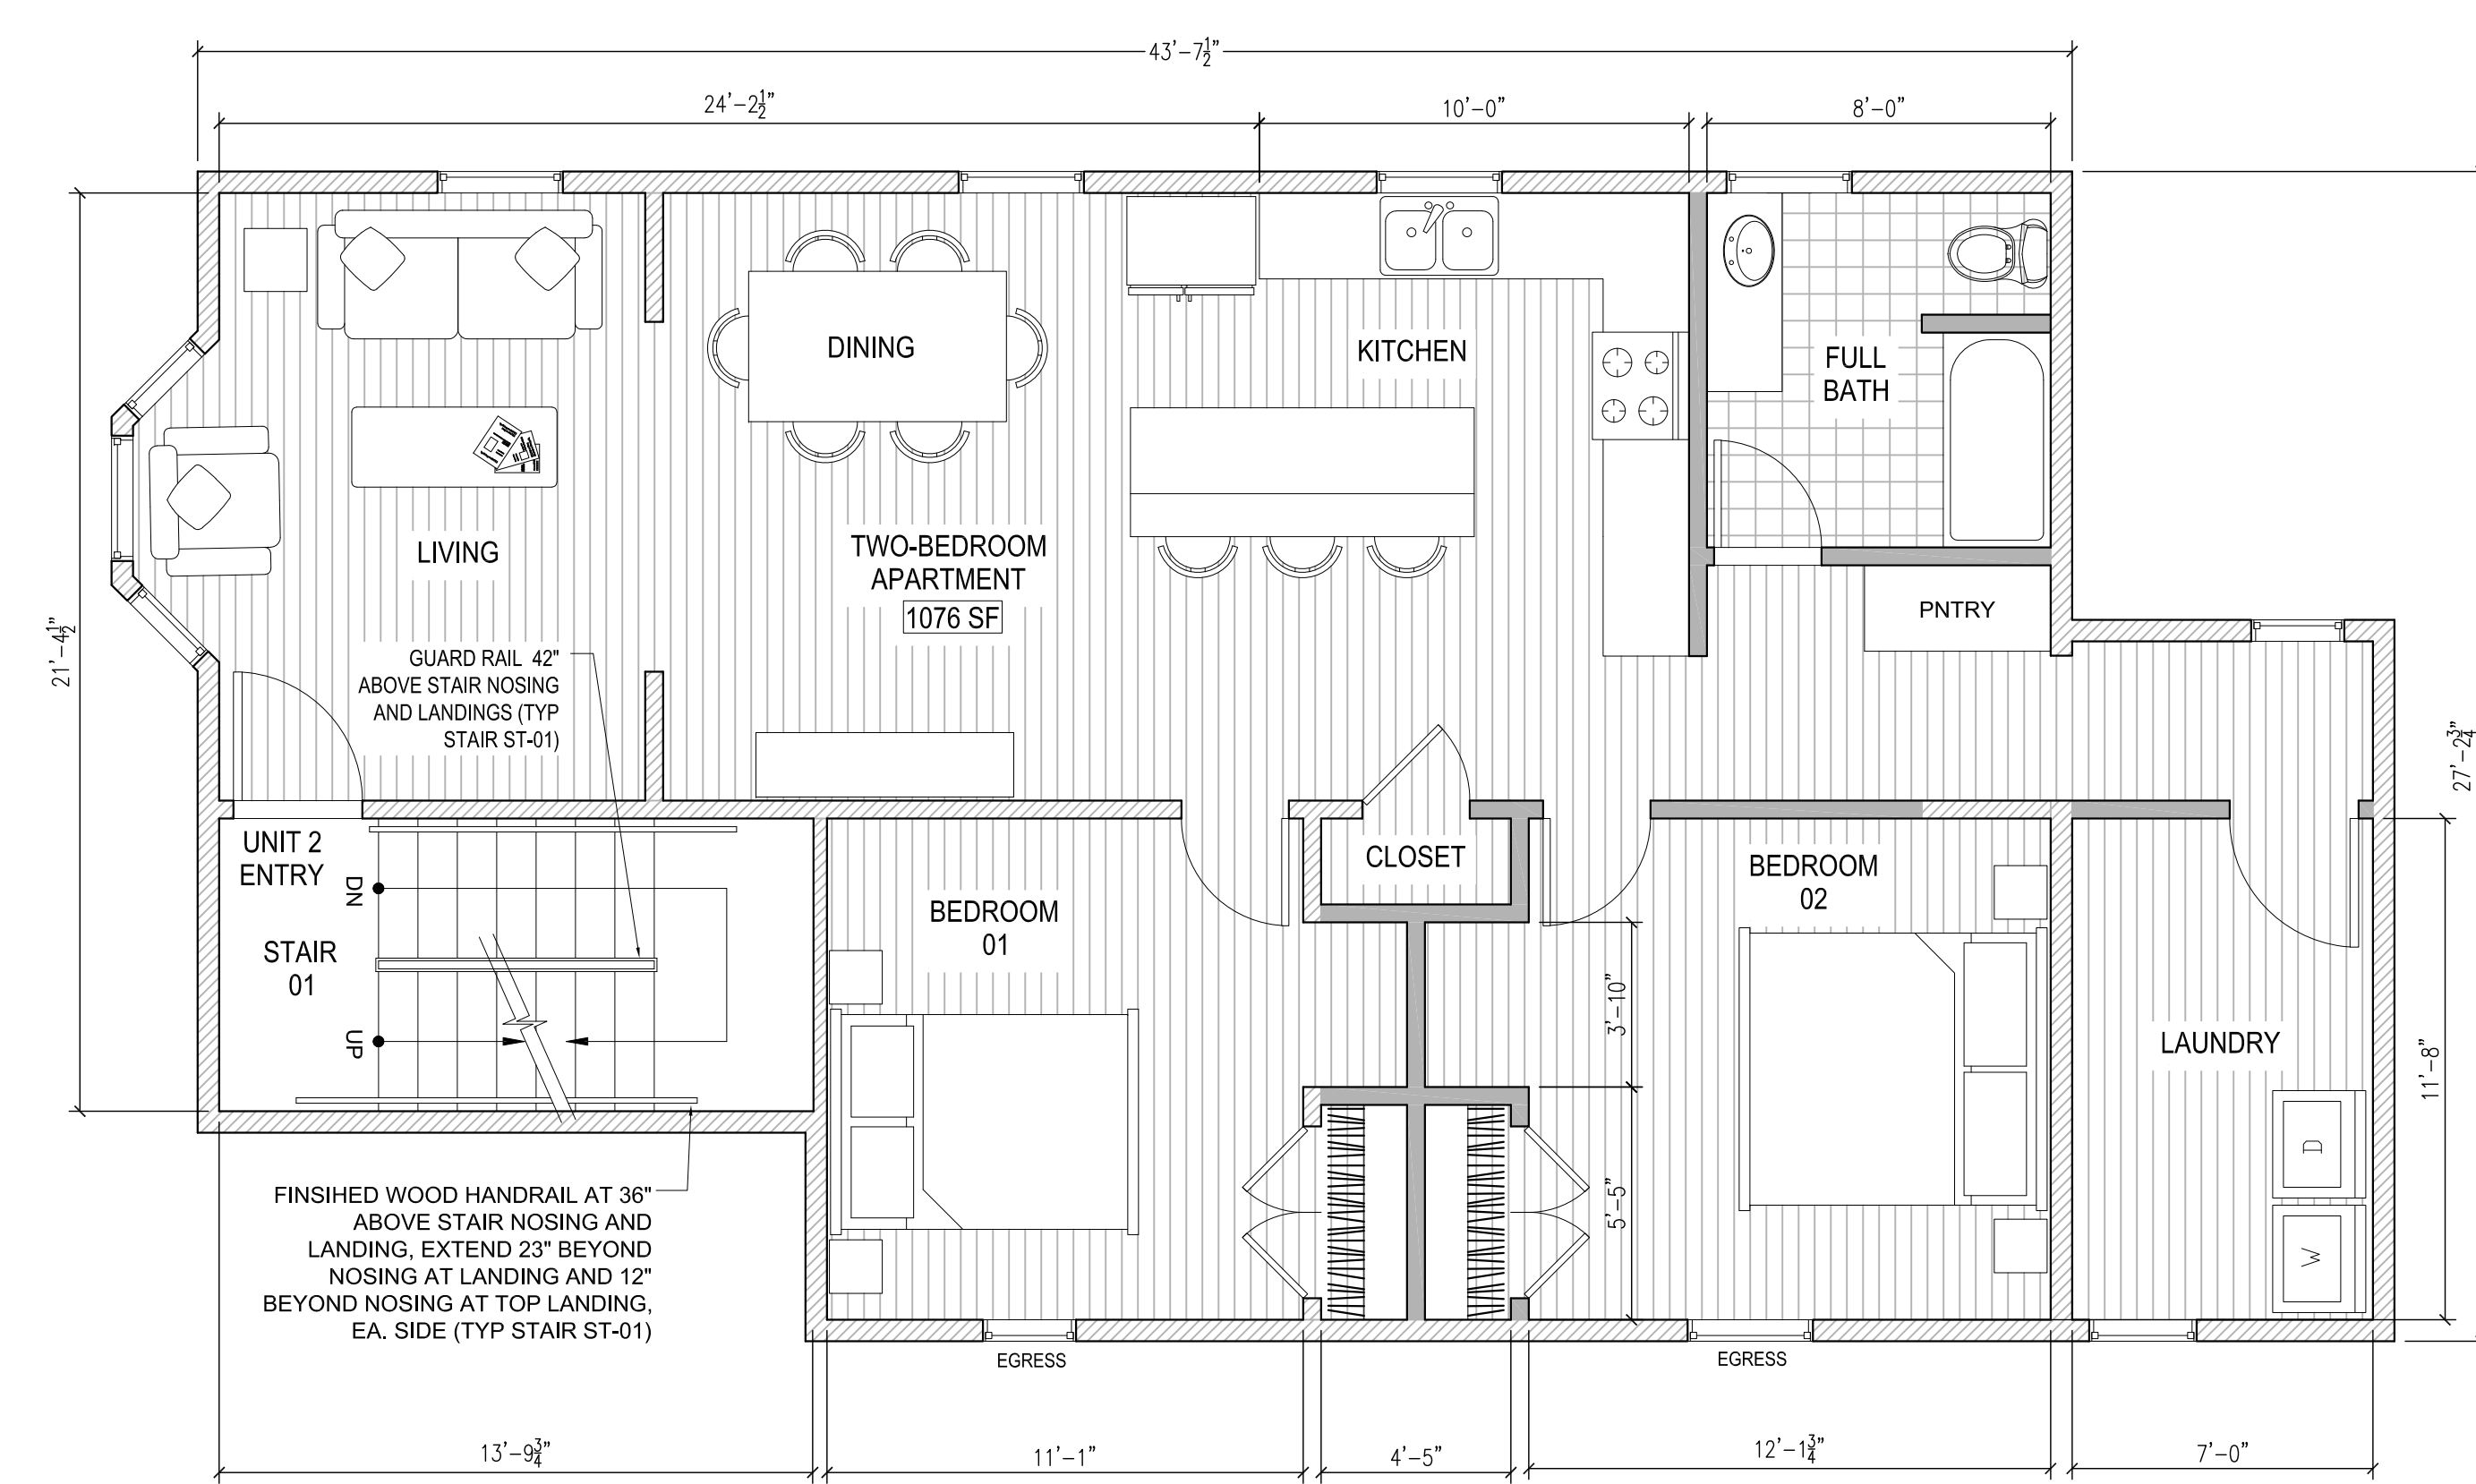 43'-7½"
24'-2½"
10'-0"
8'-0"
DINING
KITCHEN
FULL
BATH
LIVING
TWO-BEDROOM
APARTMENT
1076 SF
PNTRY
21'-4½"
GUARD RAIL 42"
ABOVE STAIR NOSING
AND LANDINGS (TYP
STAIR ST-01)
27'-2¾"
UNIT 2
ENTRY
DN
STAIR
01
UP
BEDROOM
01
CLOSET
BEDROOM
02
3'-10"
5'-5"
LAUNDRY
11'-8"
D
W
FINSIHED WOOD HANDRAIL AT 36"
ABOVE STAIR NOSING AND
LANDING, EXTEND 23" BEYOND
NOSING AT LANDING AND 12"
BEYOND NOSING AT TOP LANDING,
EA. SIDE (TYP STAIR ST-01)
EGRESS
EGRESS
13'-9¾"
11'-1"
4'-5"
12'-1¾"
7'-0"